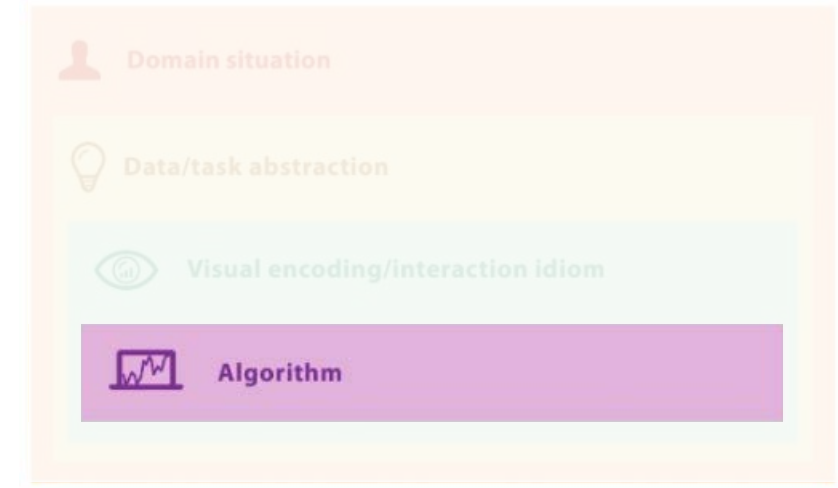 Domain situation
Data/task abstraction
Visual encoding/interaction idiom
Algorithm